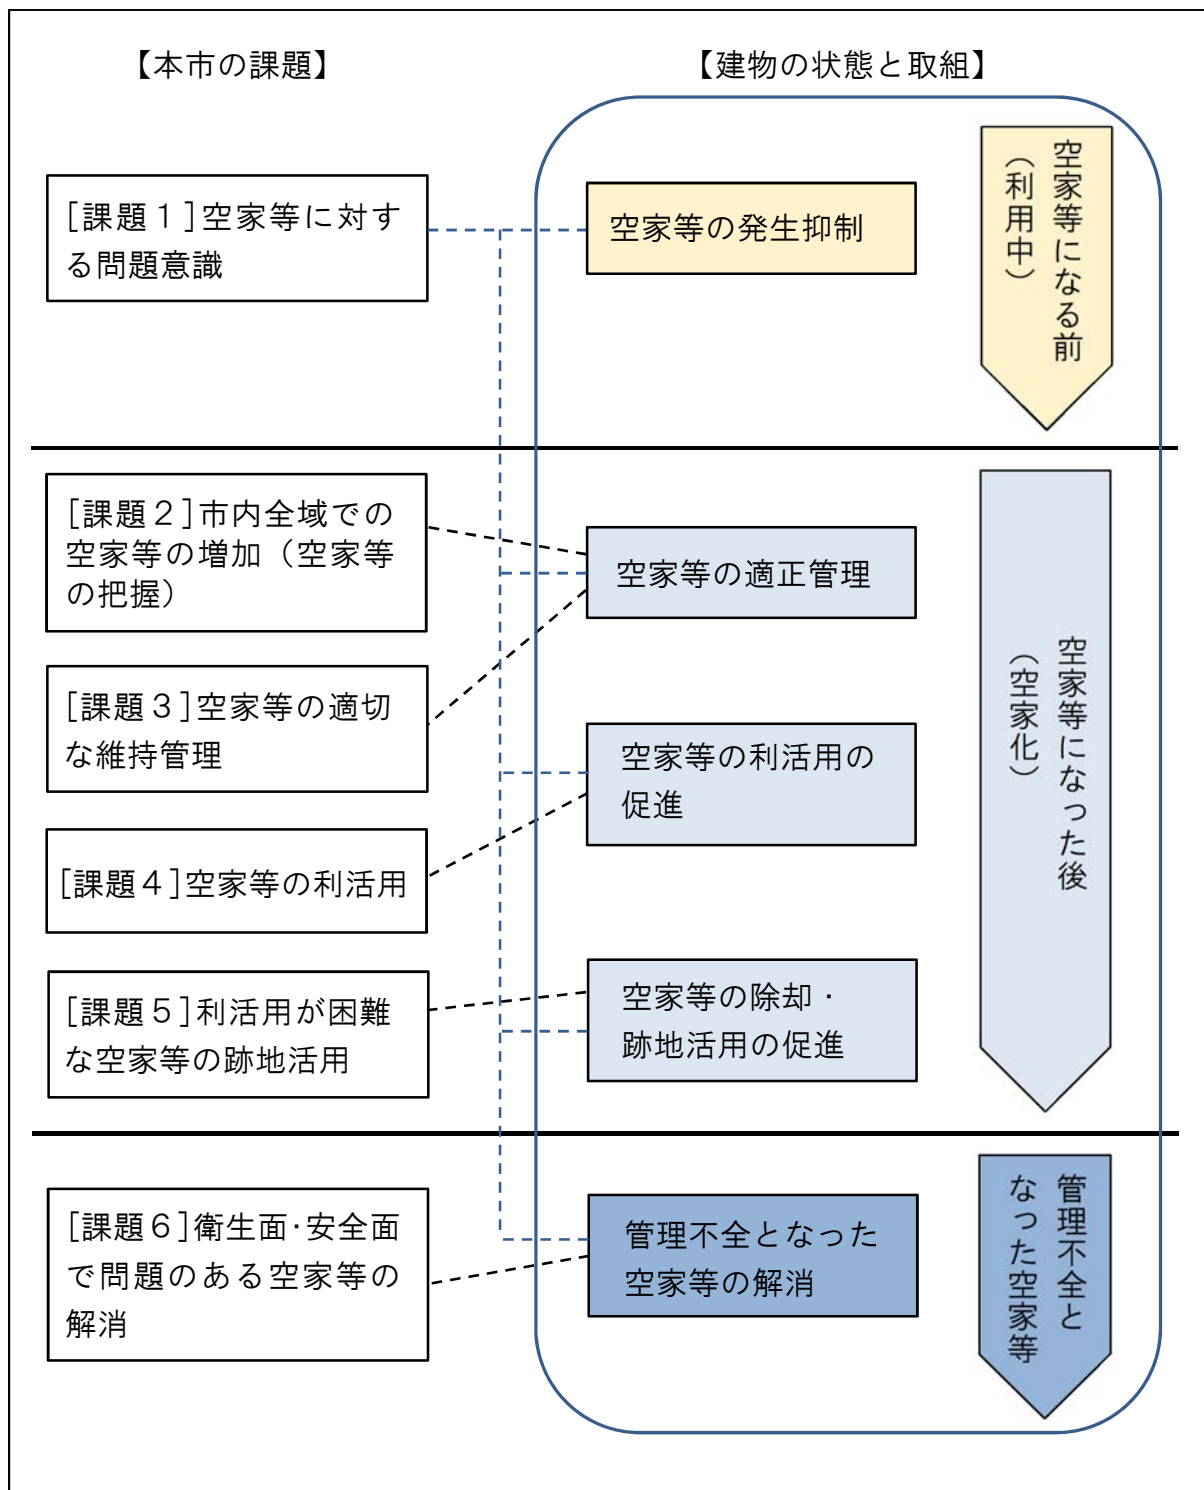 【本市の課題】
【建物の状態と取組】
[課題１]空家等に対す
る問題意識
空家等の発生抑制
空家等になる前
（利用中）
[課題２]市内全域での
空家等の増加（空家等
の把握）
空家等の適正管理
[課題３]空家等の適切
な維持管理
空家等の利活用の
促進
[課題４]空家等の利活用
空家等になった後
（空家化）
[課題５]利活用が困難
な空家等の跡地活用
空家等の除却・
跡地活用の促進
[課題６]衛生面・安全面
で問題のある空家等の
解消
管理不全となった
空家等の解消
管理不全と
なった空家等